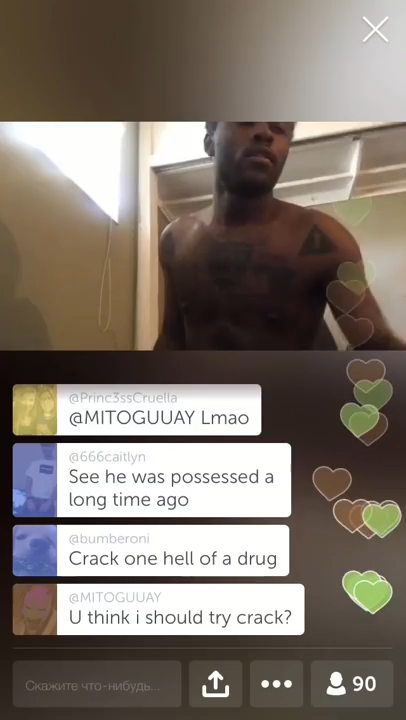 @Princ3ssCruella
@MITOGUUAY Lmao
@666caitlyn
See he was possessed a
long time ago
@bumberoni
Crack one hell of a drug
@MITOGUUAY
U think i should try crack?
Скажите что-нибудь...
90